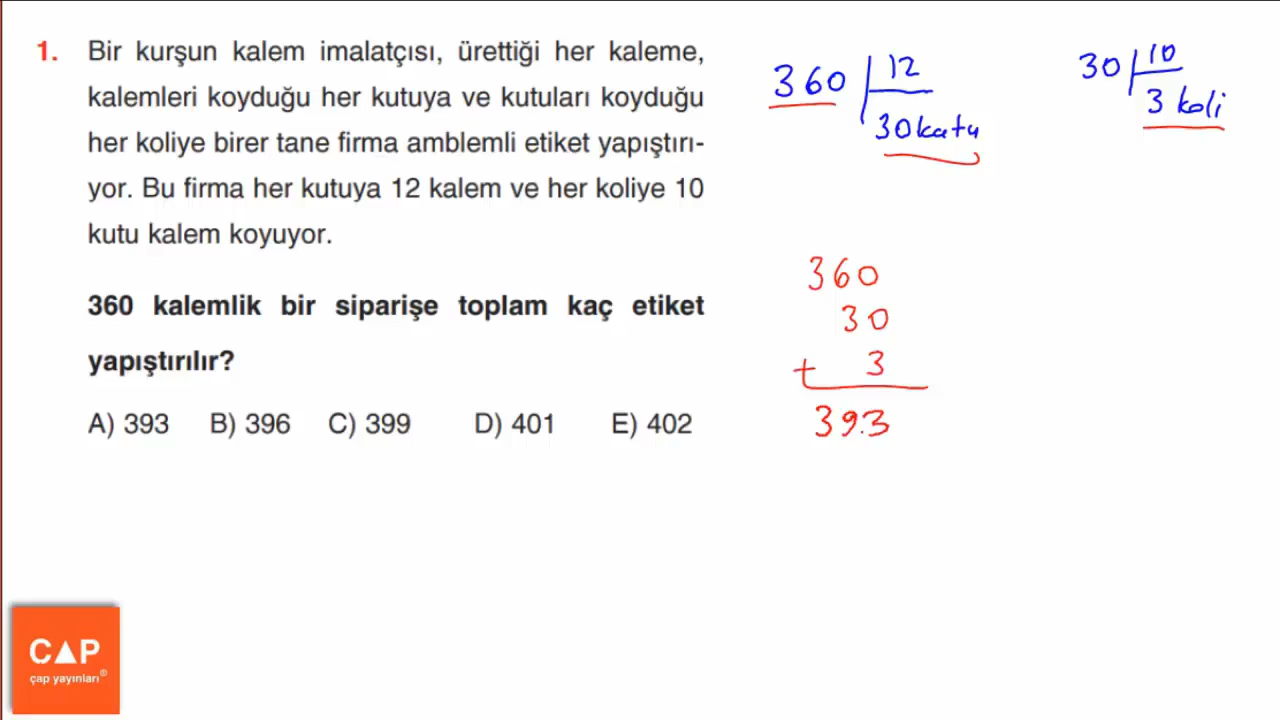 1. Bir kurşun kalem imalatçısı, ürettiği her kaleme,
kalemleri koyduğu her kutuya ve kutuları koyduğu
her koliye birer tane firma amblemli etiket yapıştırı-
yor. Bu firma her kutuya 12 kalem ve her koliye 10
kutu kalem koyuyor.
360 kalemlik bir siparişe toplam kaç etiket
yapıştırılır?
A) 393 B) 396 C) 399 D) 401 E) 402
360 12
30 kutu
30 10
3 koli
360
30
+ 3
393
CAP
çap yayınları®